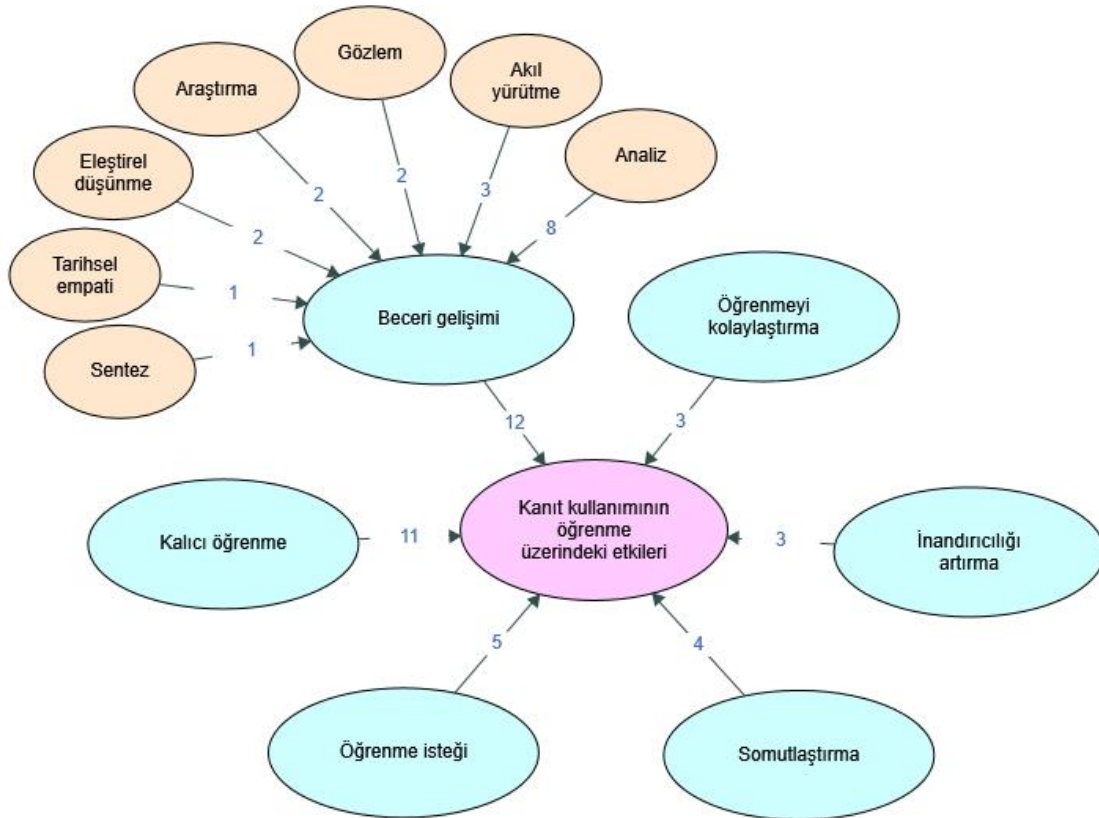 Gözlem
Akıl
yürütme
Araştırma
Analiz
Eleştirel
düşünme
2
2
3
8
2
Tarihsel
empati
1
Sentez
1
Beceri gelişimi
Öğrenmeyi
kolaylaştırma
12
3
Kalıcı öğrenme
11
Kanıt kullanımının
öğrenme
üzerindeki etkileri
3
İnandırıcılığı
artırma
5
4
Öğrenme isteği
Somutlaştırma